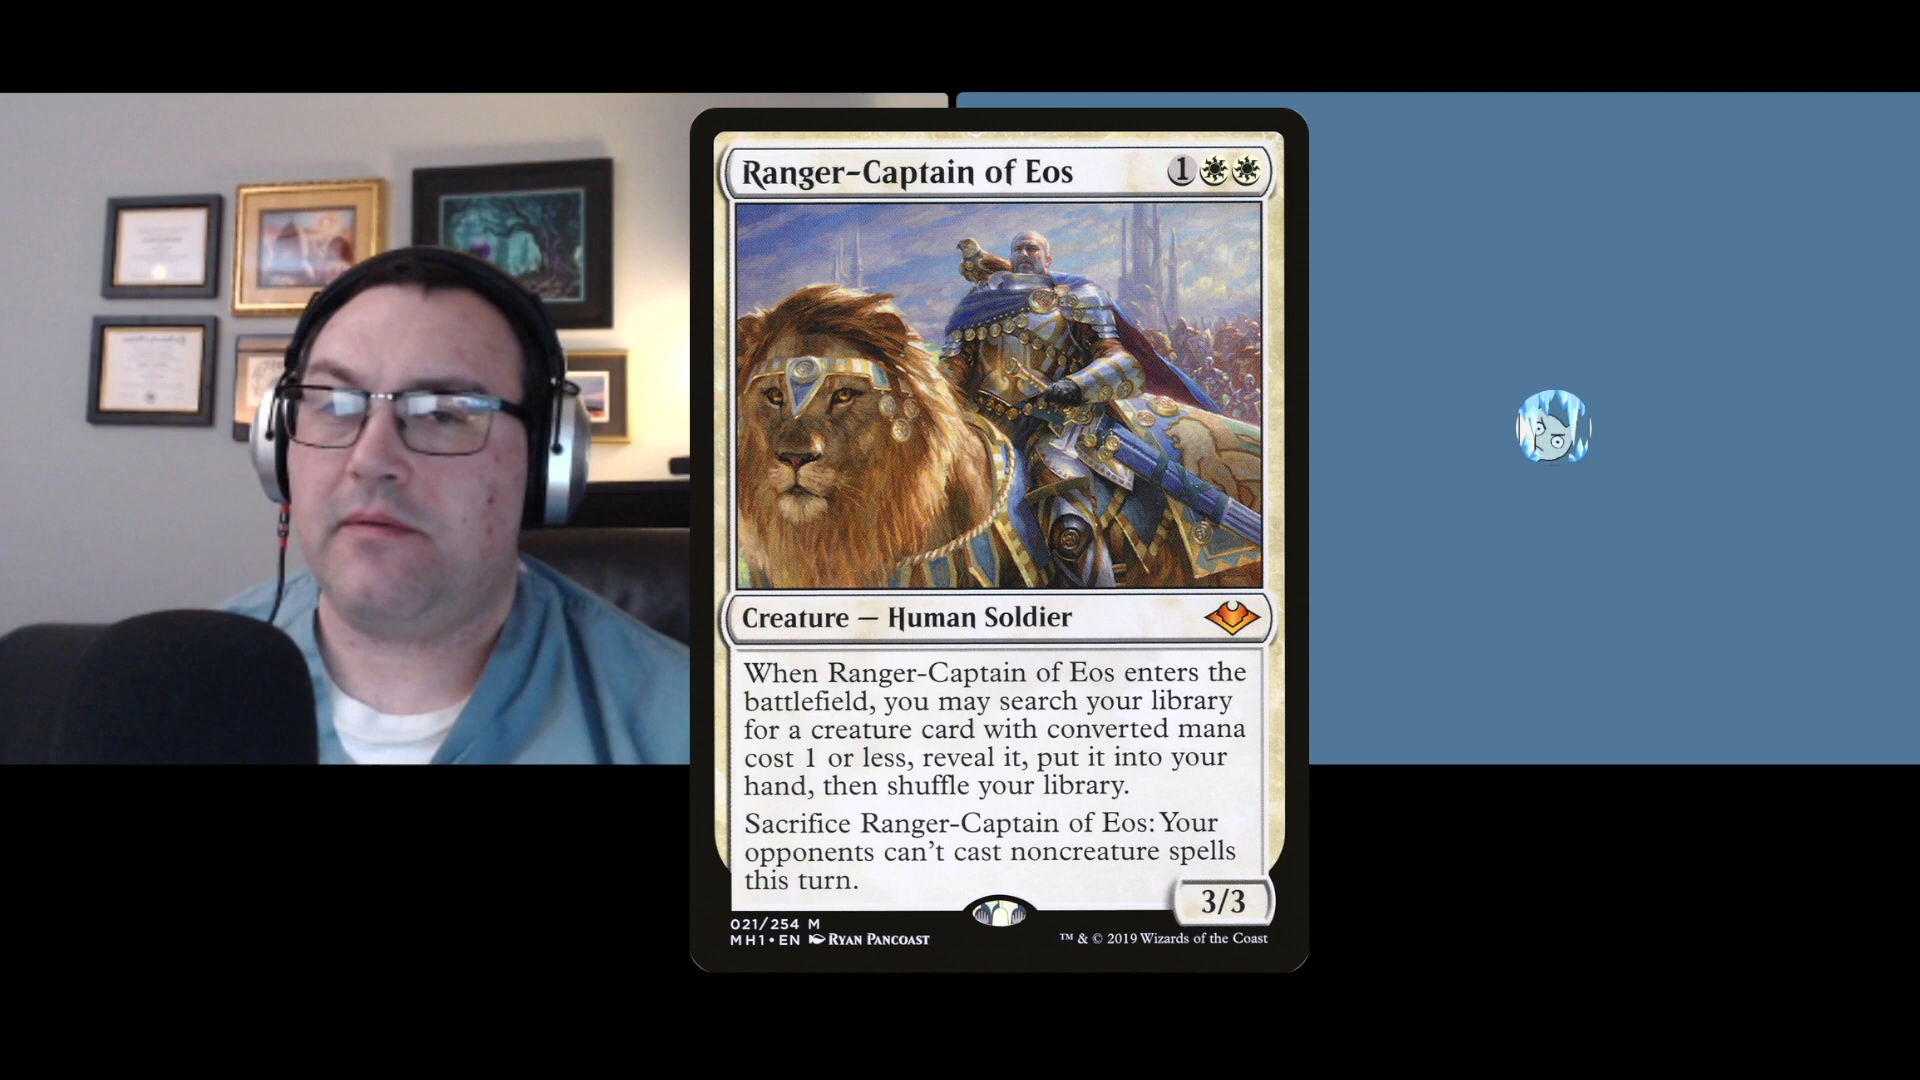 Ranger-Captain of Eos 1
Creature — Human Soldier
When Ranger-Captain of Eos enters the
battlefield, you may search your library
for a creature card with converted mana
cost 1 or less, reveal it, put it into your
hand, then shuffle your library.
Sacrifice Ranger-Captain of Eos: Your
opponents can't cast noncreature spells
this turn.
3/3
021/254 M
MH1 • EN RYAN PANCOAST
™ & © 2019 Wizards of the Coast